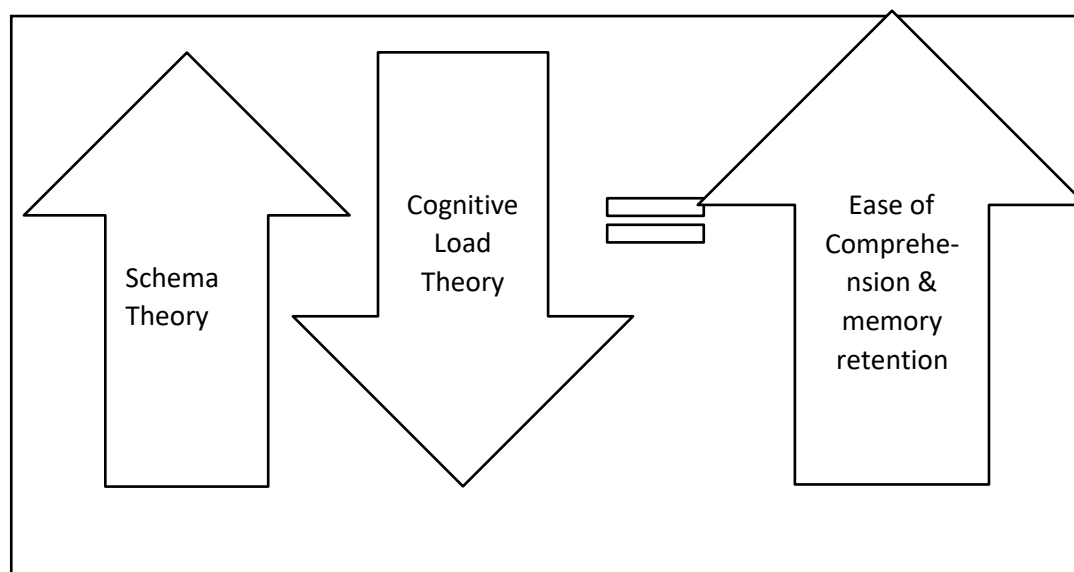 Schema
Theory
Cognitive
Load
Theory
Ease of
Comprehe-
nsion &
memory
retention